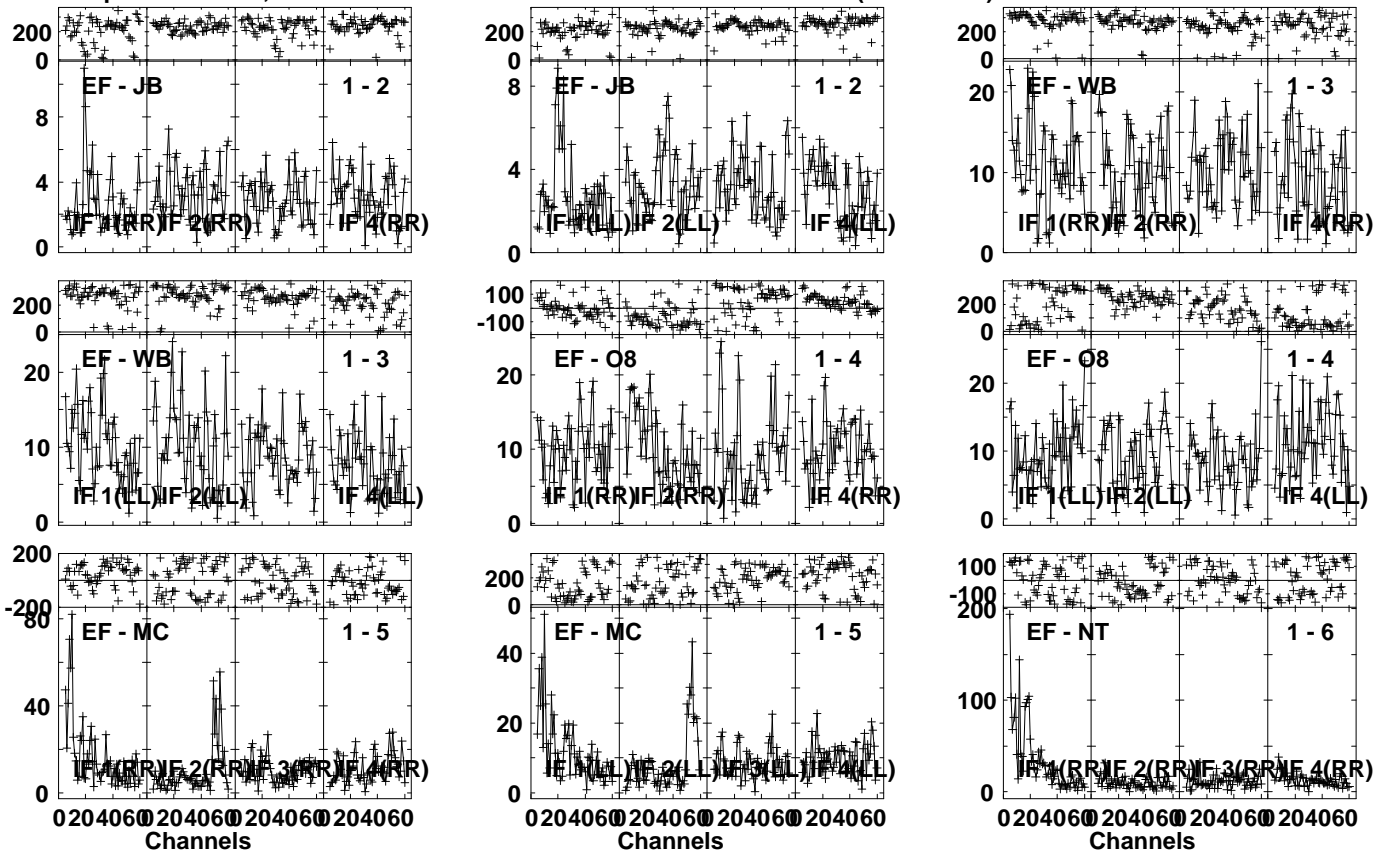 200 0 200 0 200 0
EF - JB 1 - 2 EF - JB 1 - 2 EF - WB 1 - 3
8 4 0 8 4 0 20 10 0
IF 1(RR) IF 2(RR) IF 4(RR) IF 1(LL) IF 2(LL) IF 4(LL) IF 1(RR) IF 2(RR) IF 4(RR)
200 0 100 -100 200 0
EF - WB 1 - 3 EF - O8 1 - 4 EF - O8 1 - 4
20 10 0 20 10 0 20 10 0
IF 1(LL) IF 2(LL) IF 4(LL) IF 1(RR) IF 2(RR) IF 4(RR) IF 1(LL) IF 2(LL) IF 4(LL)
200 -200 200 0 100 -100
EF - MC 1 - 5 EF - MC 1 - 5 EF - NT 1 - 6
80 40 0 40 20 0 200 100 0
IF 1(RR) IF 2(RR) IF 3(RR) IF 4(RR) IF 1(LL) IF 2(LL) IF 3(LL) IF 4(LL) IF 1(RR) IF 2(RR) IF 3(RR) IF 4(RR)
0 20 40 60 0 20 40 60 0 20 40 60 0 20 40 60 0 20 40 60 0 20 40 60 0 20 40 60 0 20 40 60 0 20 40 60 0 20 40 60 0 20 40 60 0 20 40 60
Channels Channels Channels